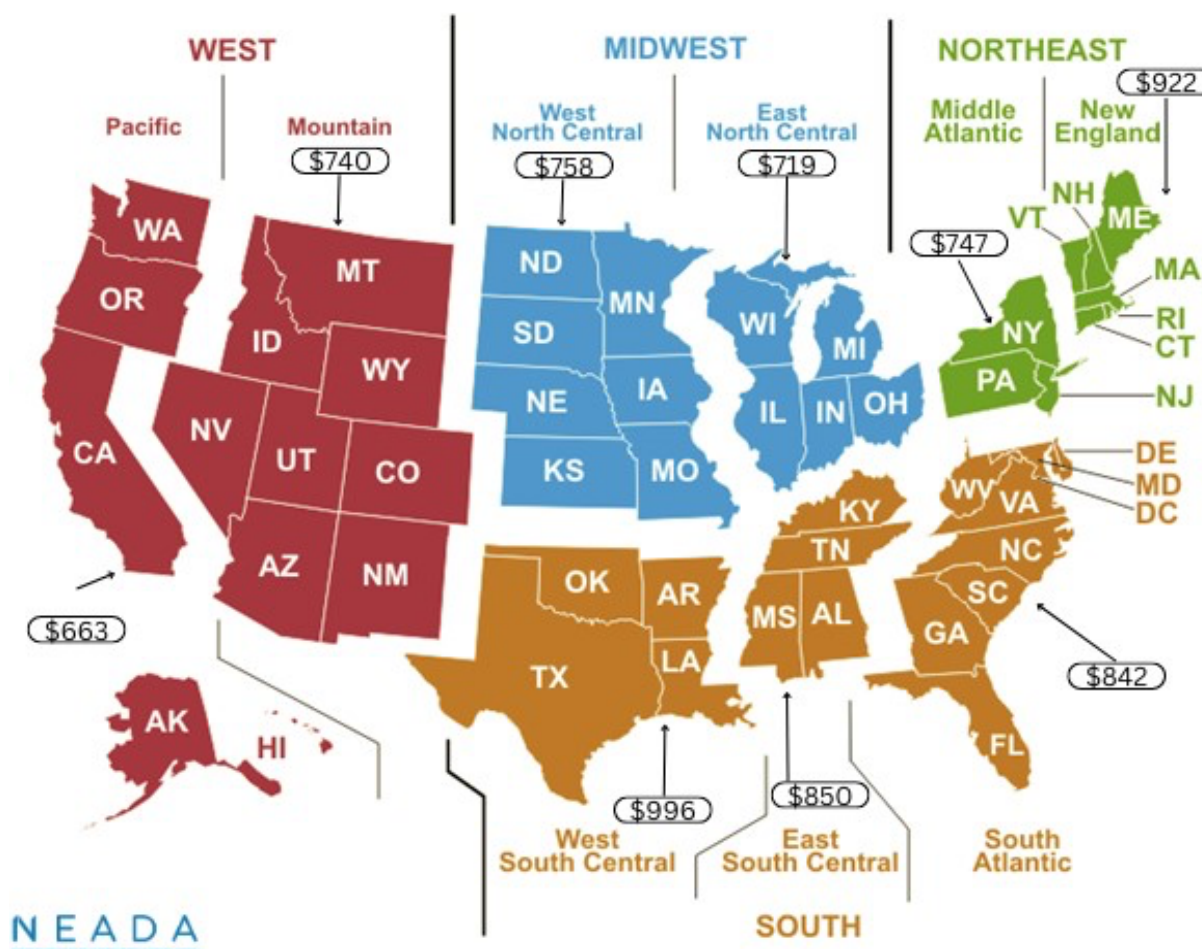 WEST
MIDWEST
NORTHEAST
$922
Pacific
Mountain
West
North Central
East
North Central
Middle
Atlantic
New
England
$740
$758
$719
WA
OR
CA
NV
ID
MT
WY
UT
CO
AZ
NM
AK
HI
$663
ND
SD
NE
KS
MN
IA
MO
WI
MI
IL
IN
OH
$747
VT
NH
ME
MA
RI
CT
NY
PA
NJ
DE
MD
DC
WV
VA
KY
TN
NC
SC
GA
FL
MS
AL
OK
AR
TX
LA
$842
$996
$850
West
South Central
East
South Central
South
Atlantic
SOUTH
NEADA